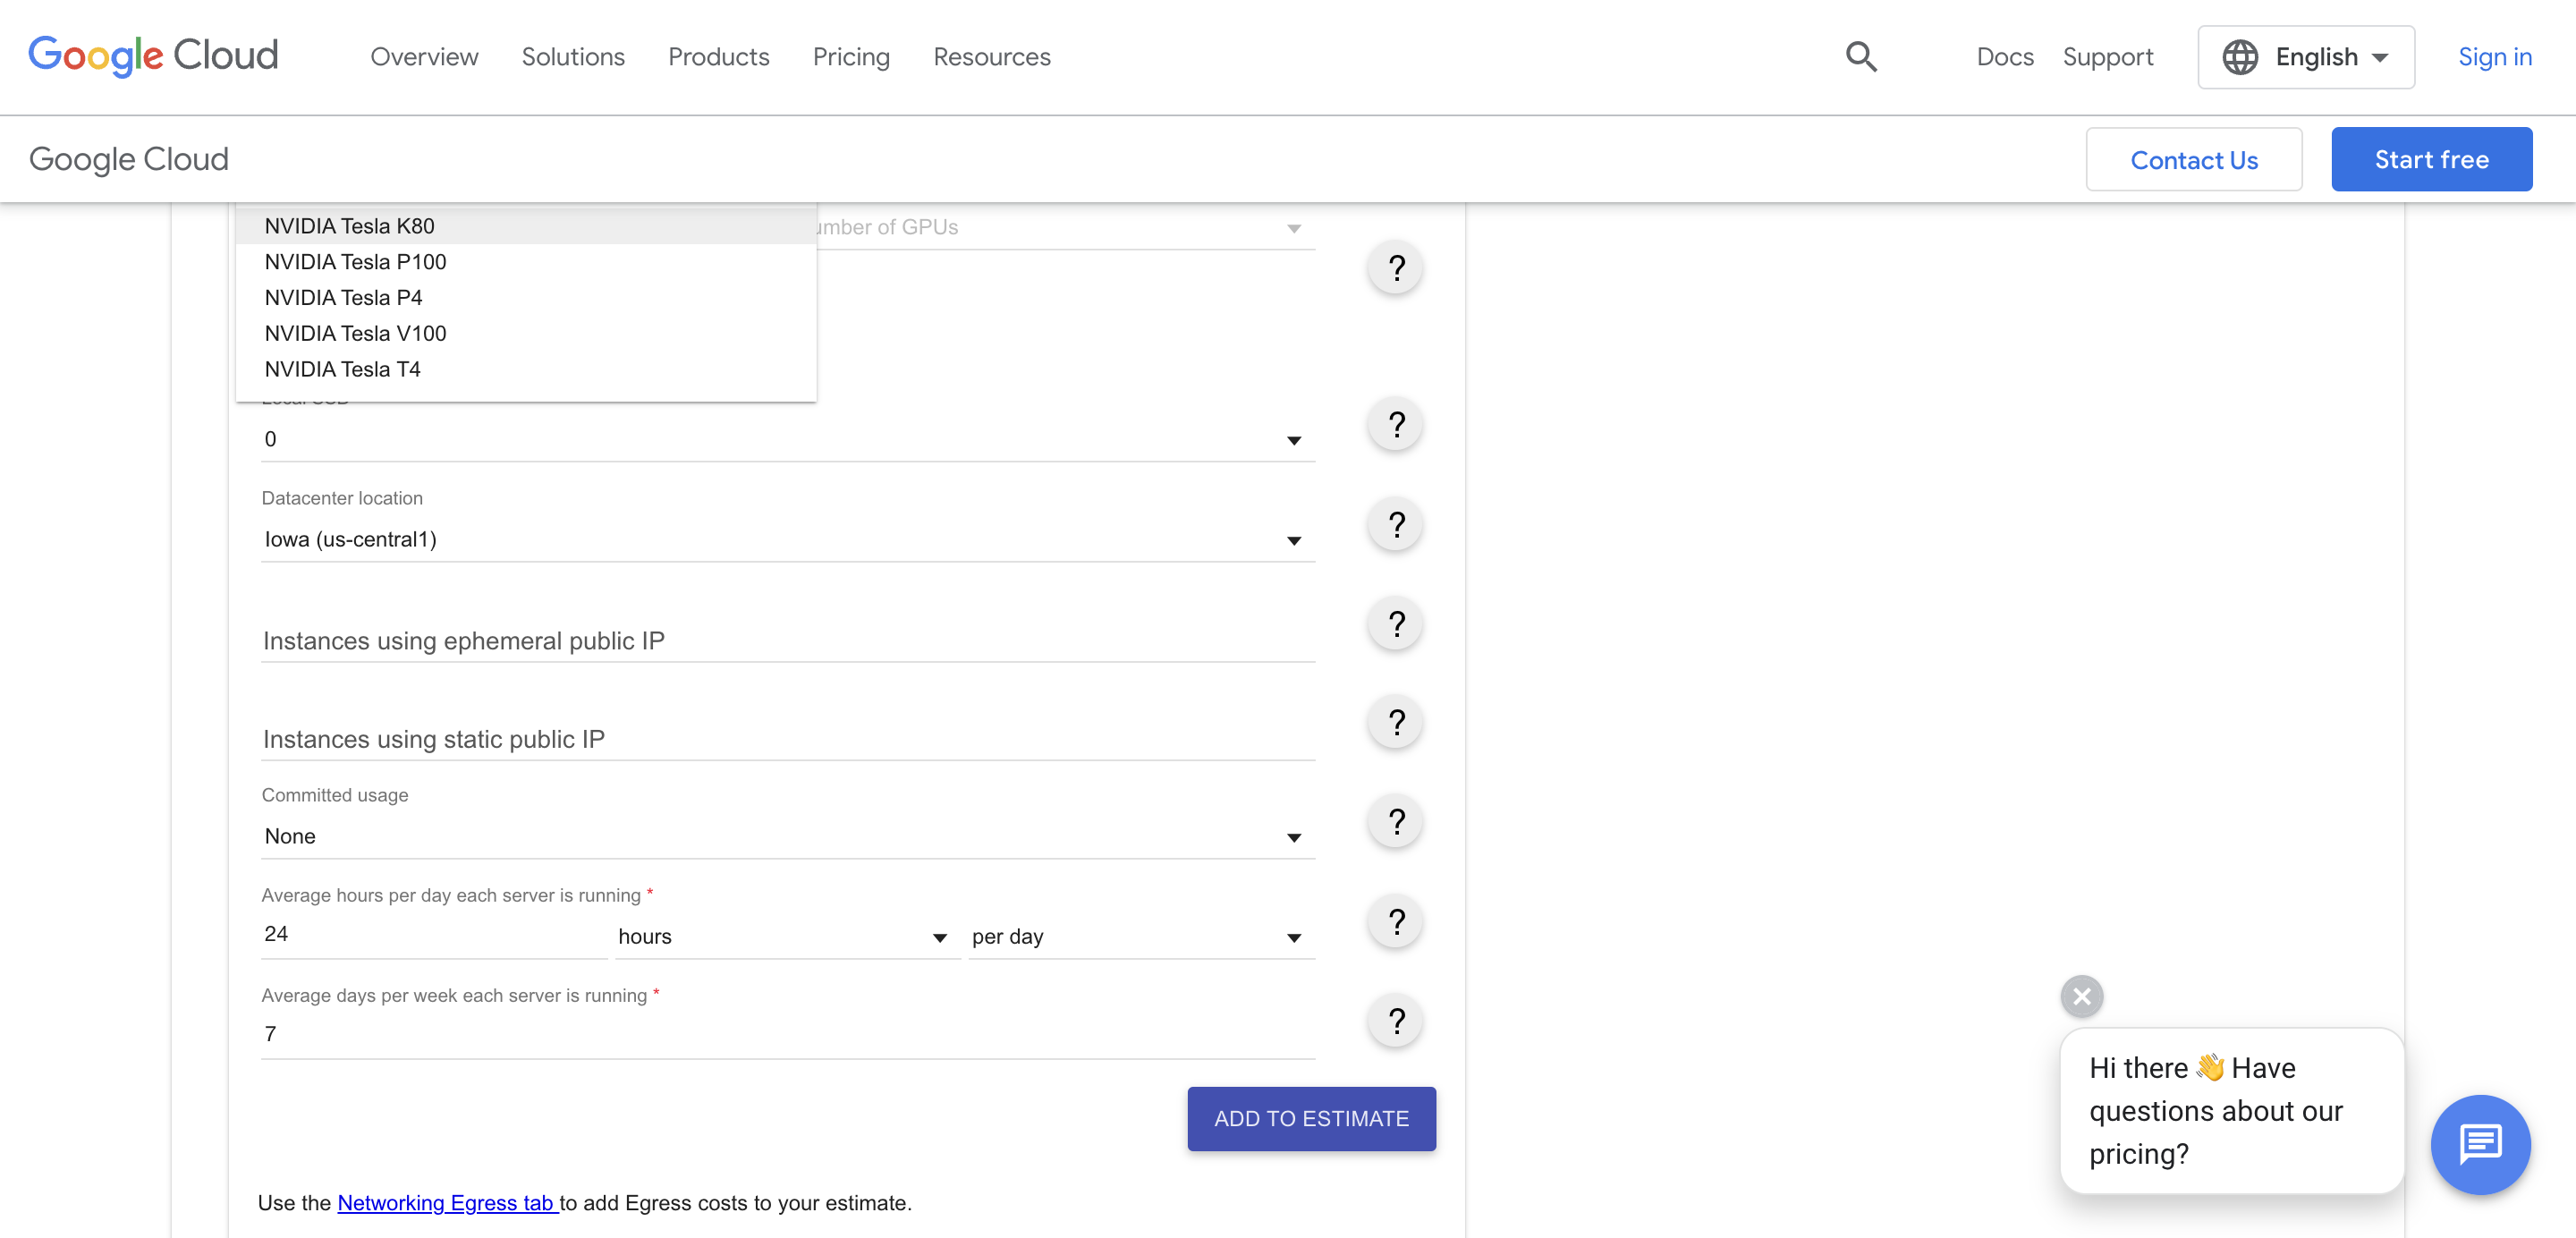 Google Cloud
Overview
Solutions
Products
Pricing
Resources
Docs
Support
English
Sign in
Google Cloud
Contact Us
Start free
NVIDIA Tesla K80
NVIDIA Tesla P100
NVIDIA Tesla P4
NVIDIA Tesla V100
NVIDIA Tesla T4
of GPUs
?
?
0
Datacenter location
?
Iowa (us-central1)
?
Instances using ephemeral public IP
?
Instances using static public IP
Committed usage
?
None
Average hours per day each server is running *
?
24
hours
per day
Average days per week each server is running *
?
7
Hi there 👋 Have
questions about our
pricing?
ADD TO ESTIMATE
Use the Networking Egress tab to add Egress costs to your estimate.